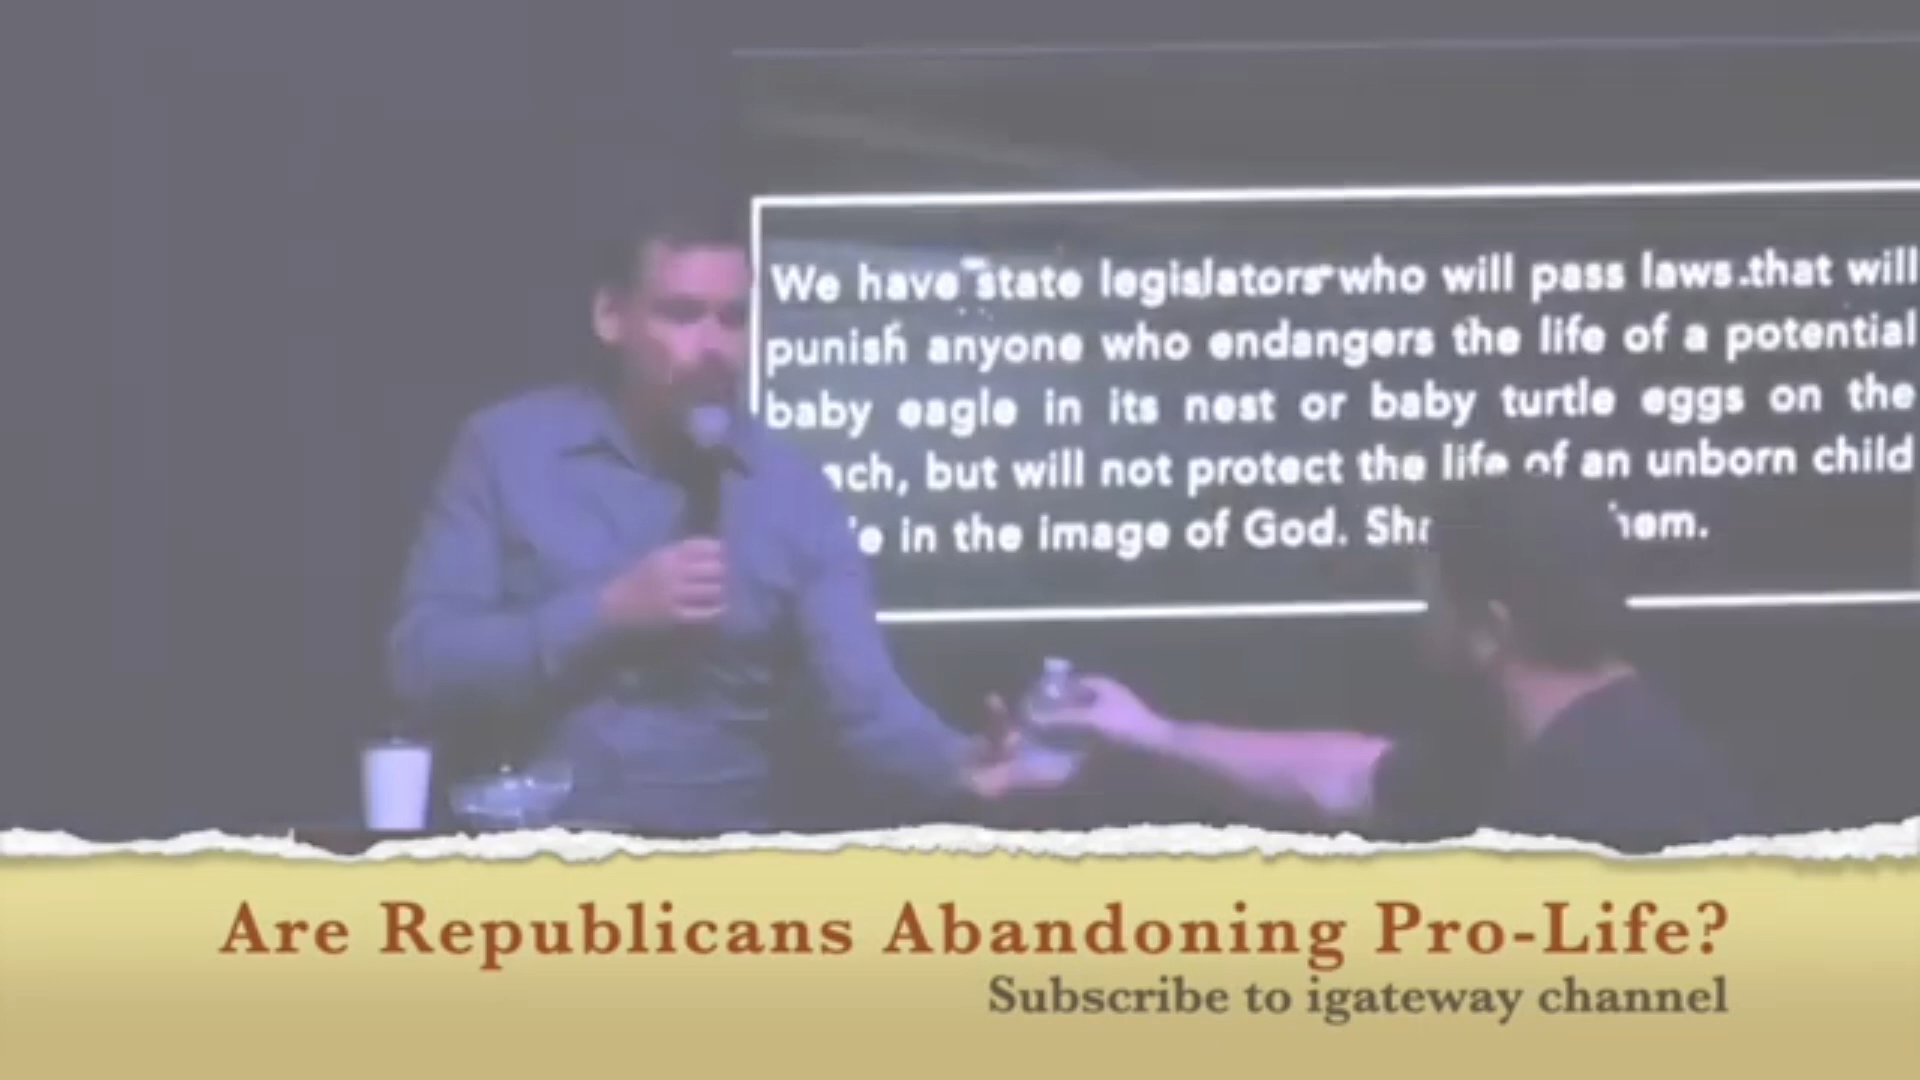 We have state legislators who will pass laws that will
punish anyone who endangers the life of a potential
baby eagle in its nest or baby turtle eggs on the
but will not protect the life of an unborn child
in the image of God.
Are Republicans Abandoning Pro-Life?
Subscribe to igateway channel